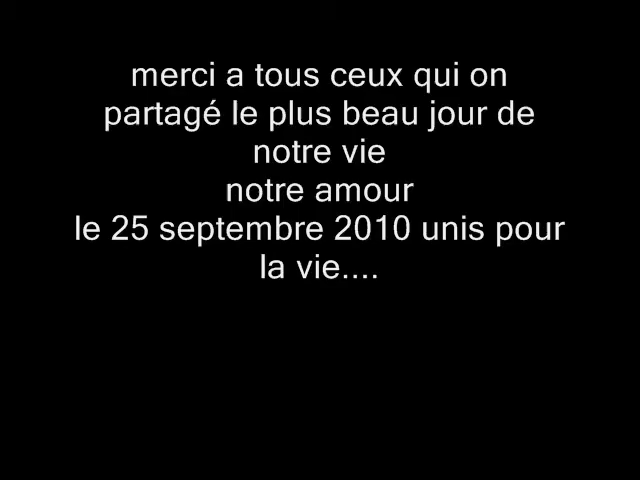 merci a tous ceux qui on
partagé le plus beau jour de
notre vie
notre amour
le 25 septembre 2010 unis pour
la vie....